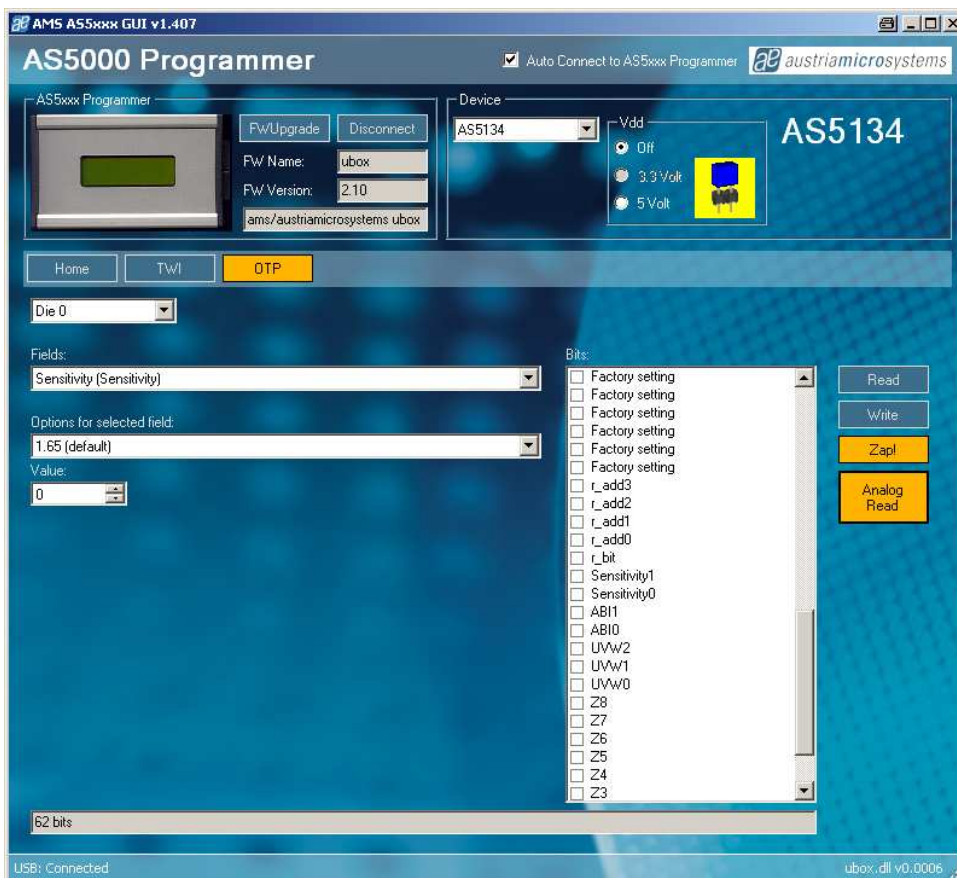 AMS AS5xxx GUI v1.407
AS5000 Programmer
Auto Connect to AS5xxx Programmer
austriamicrosystems
AS5xxx Programmer
FWUpgrade
Disconnect
FW Name:
ubox
FW Version:
2.10
ams/austriamicrosystems ubox
Device
AS5134
Vdd
Off
3.3 Volt
5 Volt
AS5134
Home
TWI
OTP
Die 0
Fields:
Sensitivity (Sensitivity)
Options for selected field:
1.65 (default)
Value:
0
Bits:
Factory setting
Factory setting
Factory setting
Factory setting
Factory setting
Factory setting
r_add3
r_add2
r_add1
r_add0
r_bit
Sensitivity1
Sensitivity0
ABI1
ABI0
UVW2
UVW1
UVW0
Z8
Z7
Z6
Z5
Z4
Z3
Read
Write
Zap!
Analog
Read
62 bits
USB: Connected
ubox.dll v0.0006